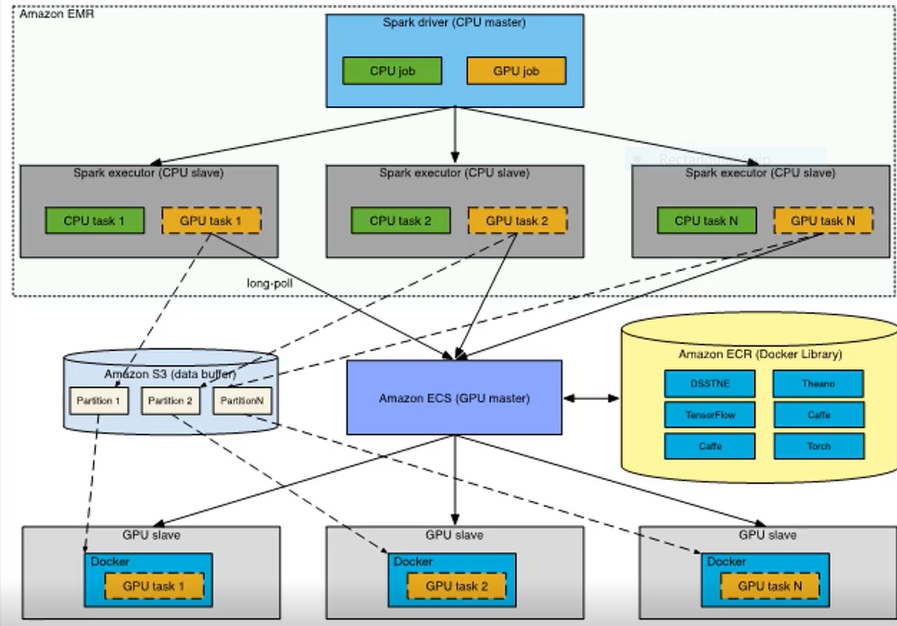 Amazon EMR
Spark driver (CPU master)
CPU job
GPU job
Spark executor (CPU slave)
Spark executor (CPU slave)
Spark executor (CPU slave)
CPU task 1
GPU task 1
CPU task 2
GPU task 2
CPU task N
GPU task N
long-poll
Amazon S3 (data buffer)
Partition 1
Partition 2
PartitionN
Amazon ECS (GPU master)
Amazon ECR (Docker Library)
DSSTNE
Theano
TensorFlow
Caffe
Caffe
Torch
GPU slave
GPU slave
GPU slave
Docker
Docker
Docker
GPU task 1
GPU task 2
GPU task N